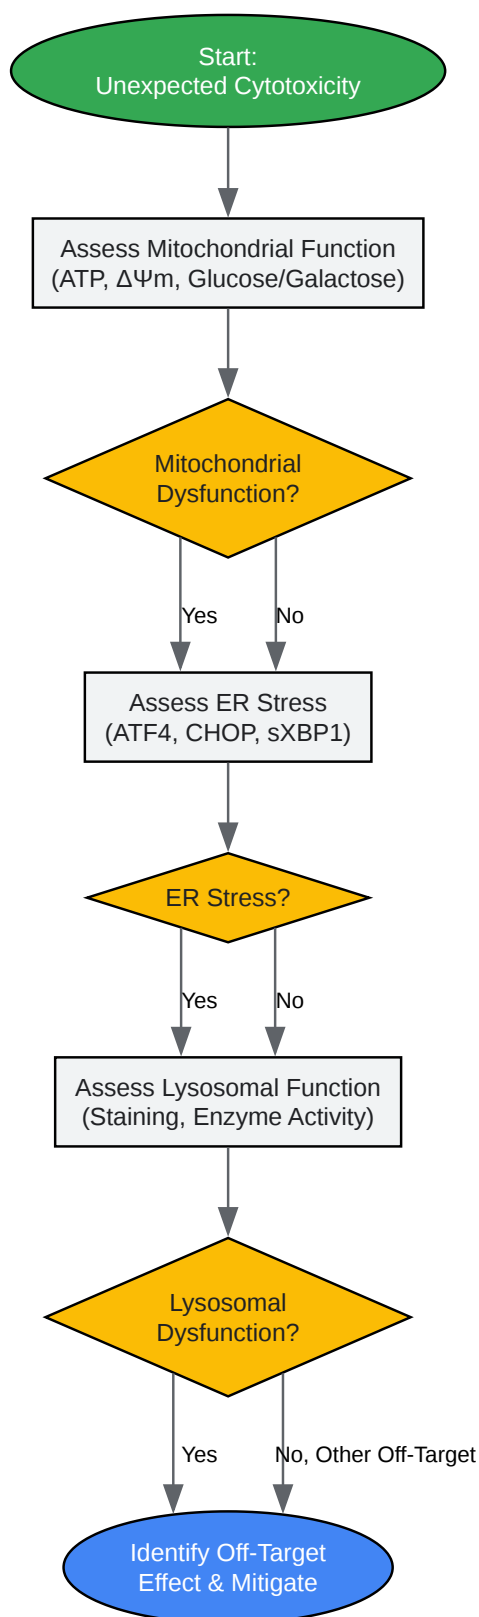 Start:
Unexpected Cytotoxicity
Assess Mitochondrial Function
(ATP, ΔΨm, Glucose/Galactose)
Mitochondrial
Dysfunction?
Yes
No
Assess ER Stress
(ATF4, CHOP, sXBP1)
ER Stress?
Yes
No
Assess Lysosomal Function
(Staining, Enzyme Activity)
Lysosomal
Dysfunction?
Yes
No, Other Off-Target
Identify Off-Target
Effect & Mitigate